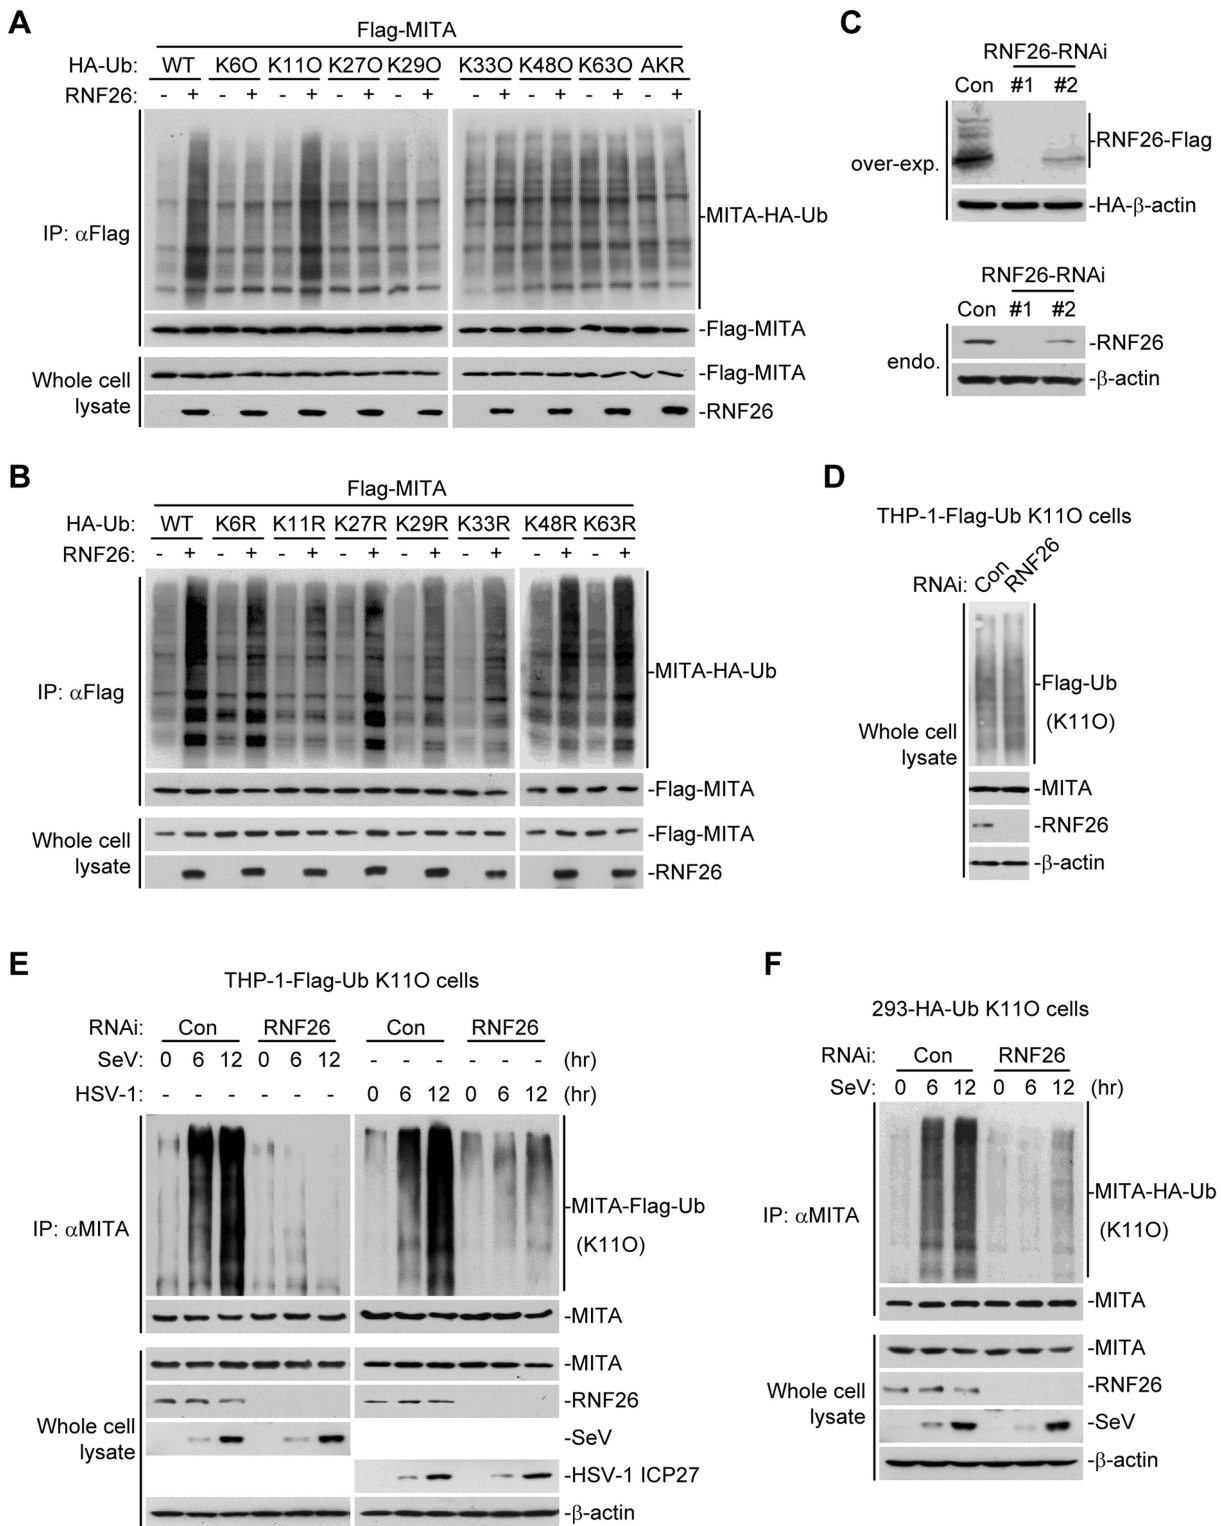 A
Flag-MITA
HA-Ub: WT K6O K11O K27O K29O K33O K48O K63O AKR
RNF26: - + - + - + - + - + - + - + - + - +
IP: αFlag
-MITA-HA-Ub
-Flag-MITA
Whole cell
lysate
-Flag-MITA
-RNF26
B
Flag-MITA
HA-Ub: WT K6R K11R K27R K29R K33R K48R K63R
RNF26: - + - + - + - + - + - + - + - +
IP: αFlag
-MITA-HA-Ub
-Flag-MITA
Whole cell
lysate
-Flag-MITA
-RNF26
C
RNF26-RNAi
Con #1 #2
over-exp.
-RNF26-Flag
-HA-β-actin
RNF26-RNAi
Con #1 #2
endo.
-RNF26
-β-actin
D
THP-1-Flag-Ub K11O cells
RNAi: Con RNF26
Whole cell
lysate
-Flag-Ub
(K11O)
-MITA
-RNF26
-β-actin
E
THP-1-Flag-Ub K11O cells
RNAi: Con RNF26 Con RNF26
SeV: 0 6 12 0 6 12 - - - - - - (hr)
HSV-1: - - - - - - 0 6 12 0 6 12 (hr)
IP: αMITA
-MITA-Flag-Ub
(K11O)
-MITA
Whole cell
lysate
-MITA
-RNF26
-SeV
-HSV-1 ICP27
-β-actin
F
293-HA-Ub K11O cells
RNAi: Con RNF26
SeV: 0 6 12 0 6 12 (hr)
IP: αMITA
-MITA-HA-Ub
(K11O)
-MITA
Whole cell
lysate
-MITA
-RNF26
-SeV
-β-actin